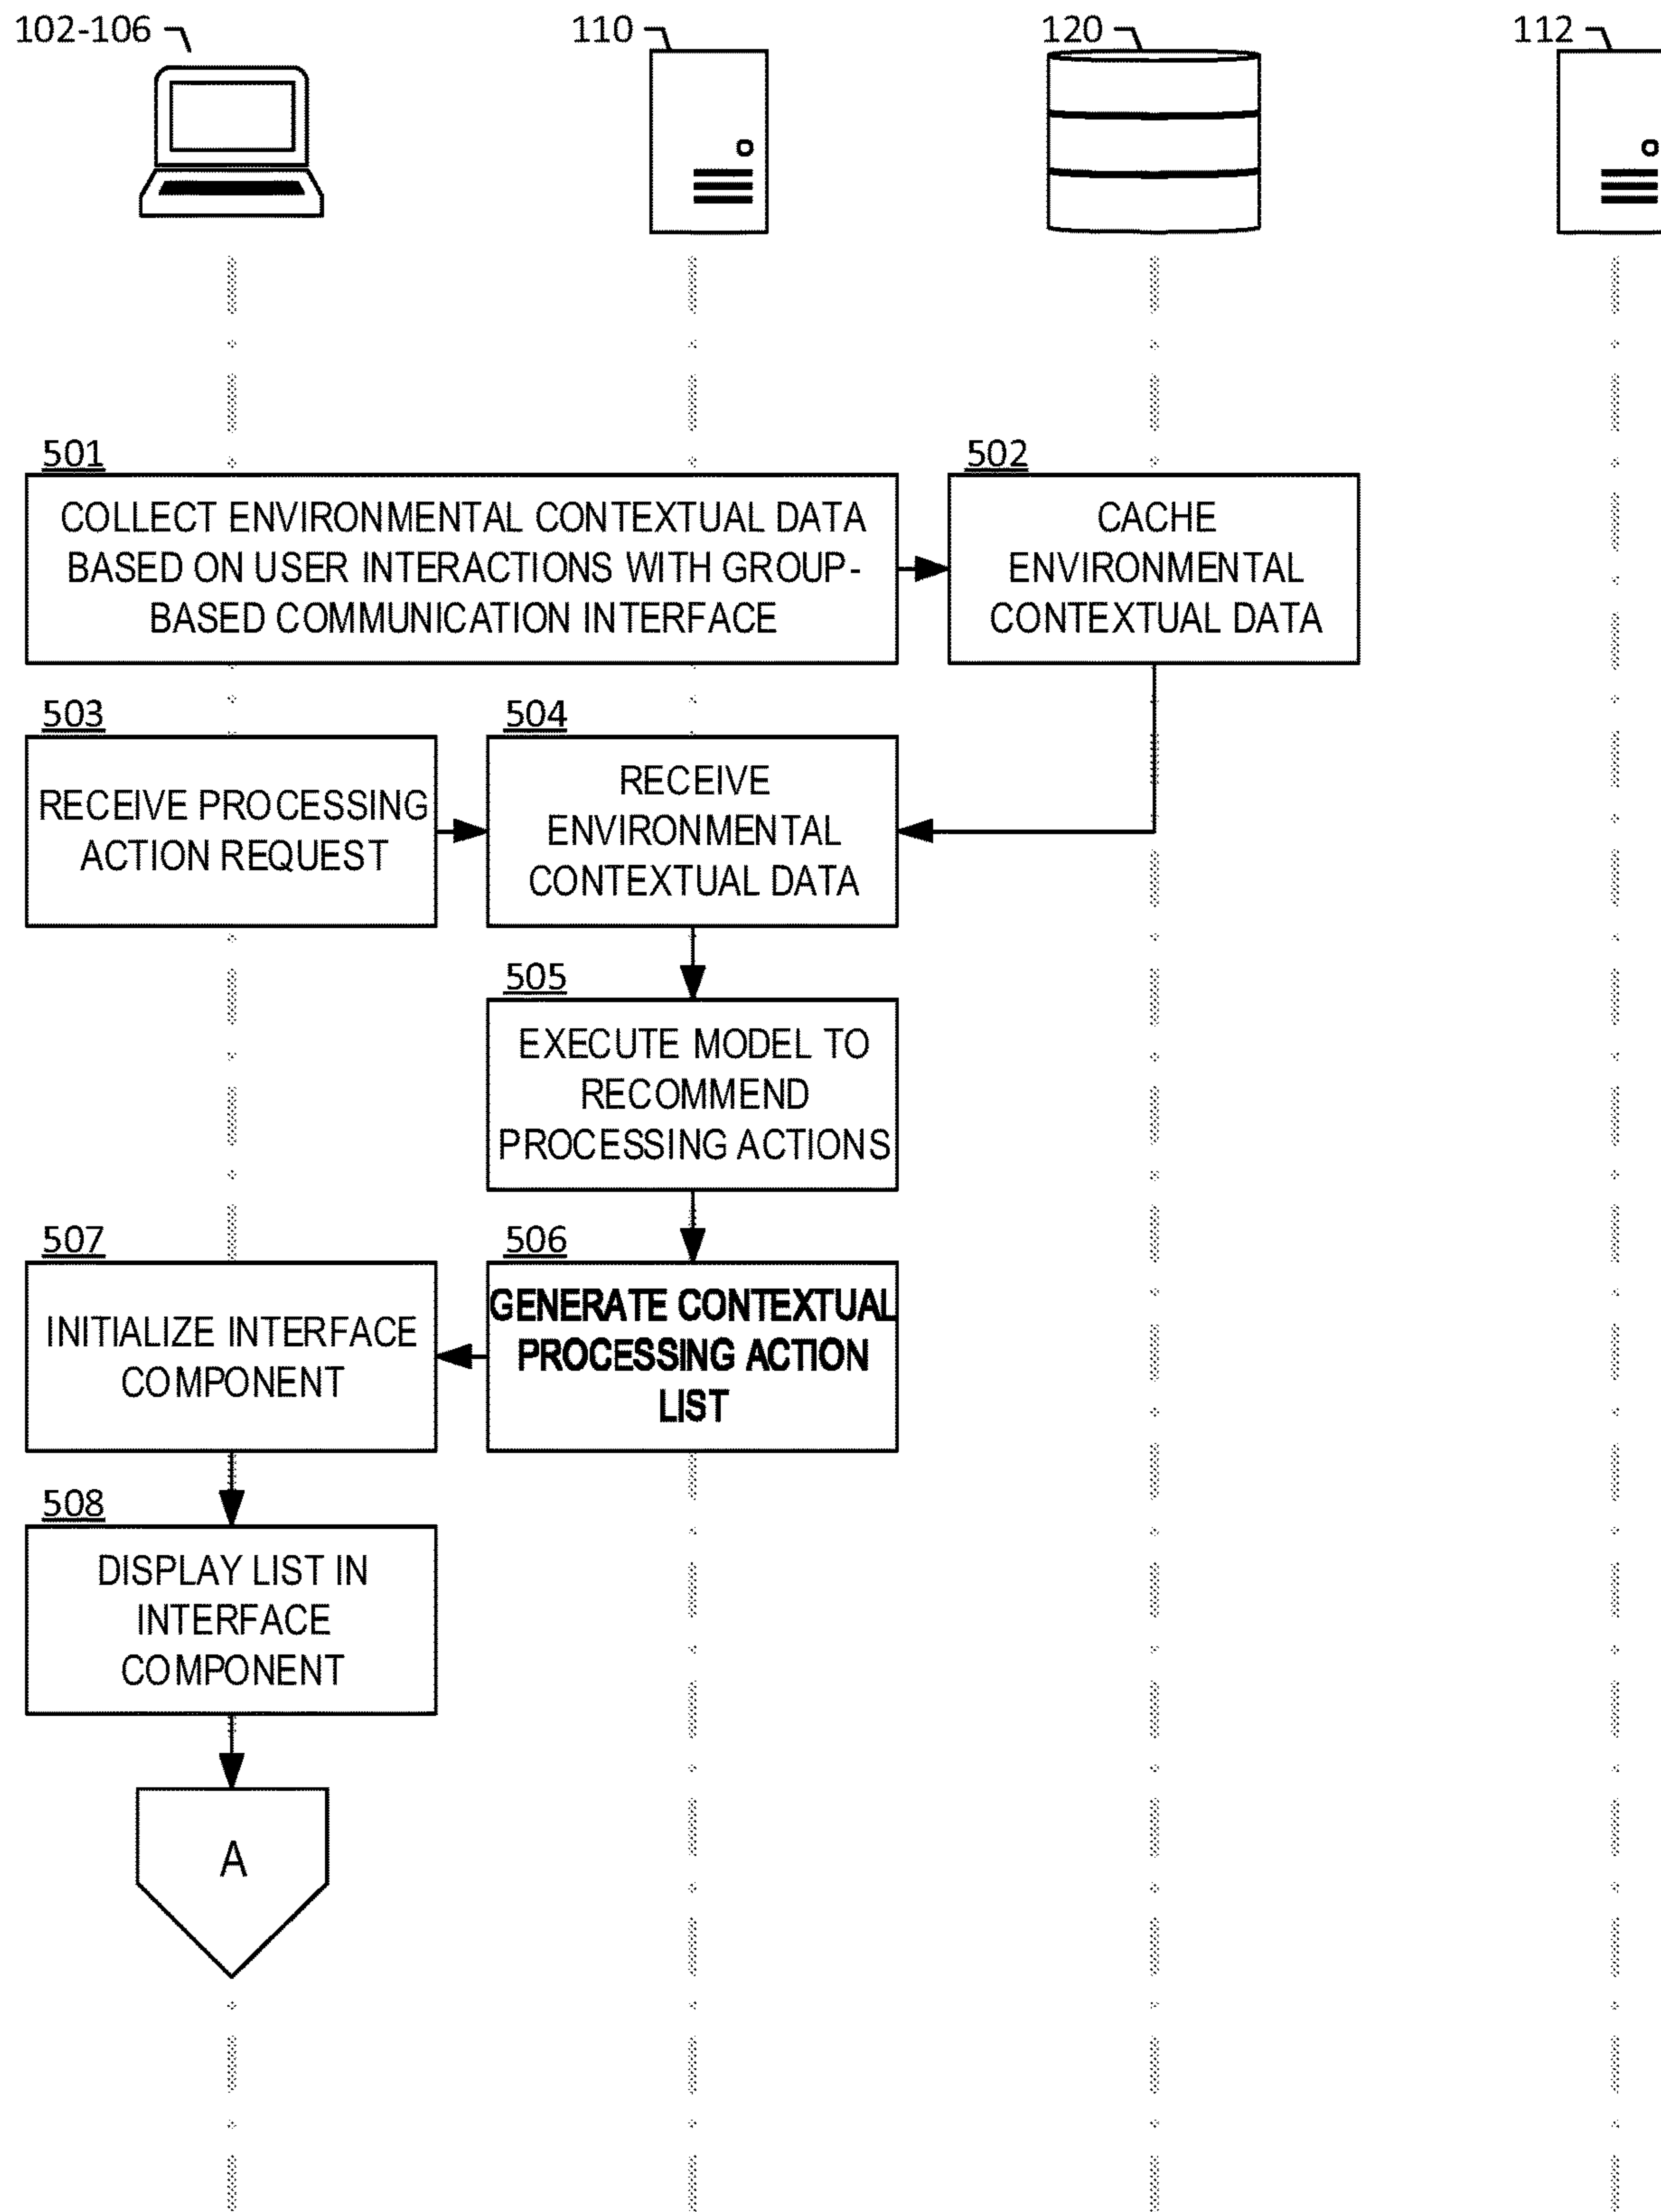 102-106
110
120
112
501
COLLECT ENVIRONMENTAL CONTEXTUAL DATA
BASED ON USER INTERACTIONS WITH GROUP-
BASED COMMUNICATION INTERFACE
502
CACHE
ENVIRONMENTAL
CONTEXTUAL DATA
503
RECEIVE PROCESSING
ACTION REQUEST
504
RECEIVE
ENVIRONMENTAL
CONTEXTUAL DATA
505
EXECUTE MODEL TO
RECOMMEND
PROCESSING ACTIONS
507
INITIALIZE INTERFACE
COMPONENT
506
GENERATE CONTEXTUAL
PROCESSING ACTION
LIST
508
DISPLAY LIST IN
INTERFACE
COMPONENT
A